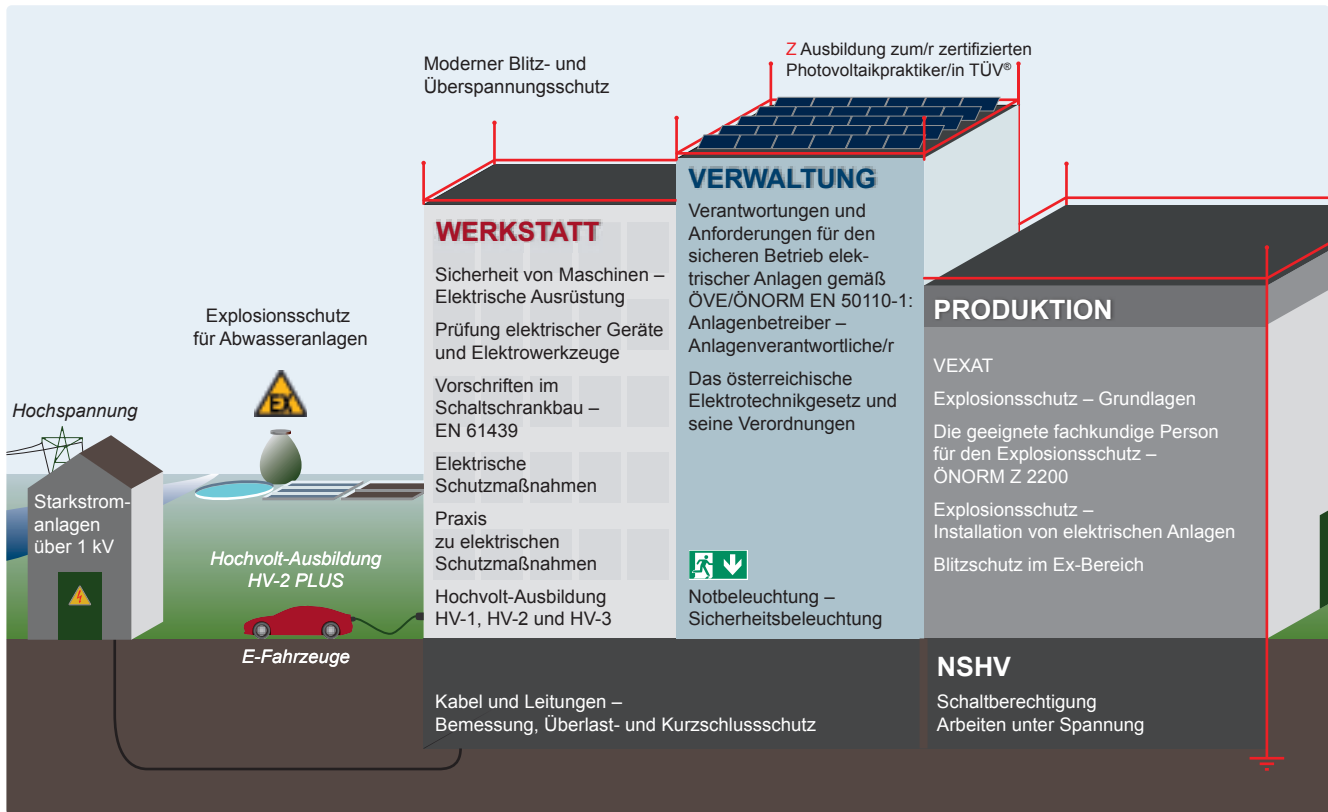 Moderner Blitz- und
Überspannungsschutz
Z Ausbildung zum/r zertifizierten
Photovoltaikpraktiker/in TÜV®
Explosionsschutz
für Abwasseranlagen
EX
Hochspannung
Starkstrom-
anlagen
über 1 kV
Hochvolt-Ausbildung
HV-2 PLUS
E-Fahrzeuge
WERKSTATT
Sicherheit von Maschinen –
Elektrische Ausrüstung
Prüfung elektrischer Geräte
und Elektrowerkzeuge
Vorschriften im
Schaltschrankbau –
EN 61439
Elektrische
Schutzmaßnahmen
Praxis
zu elektrischen
Schutzmaßnahmen
Hochvolt-Ausbildung
HV-1, HV-2 und HV-3
VERWALTUNG
Verantwortungen und
Anforderungen für den
sicheren Betrieb elek-
trischer Anlagen gemäß
ÖVE/ÖNORM EN 50110-1:
Anlagenbetreiber –
Anlagenverantwortliche/r
Das österreichische
Elektrotechnikgesetz und
seine Verordnungen
Notbeleuchtung –
Sicherheitsbeleuchtung
PRODUKTION
VEXAT
Explosionsschutz – Grundlagen
Die geeignete fachkundige Person
für den Explosionsschutz –
ÖNORM Z 2200
Explosionsschutz –
Installation von elektrischen Anlagen
Blitzschutz im Ex-Bereich
Kabel und Leitungen –
Bemessung, Überlast- und Kurzschlussschutz
NSHV
Schaltberechtigung
Arbeiten unter Spannung